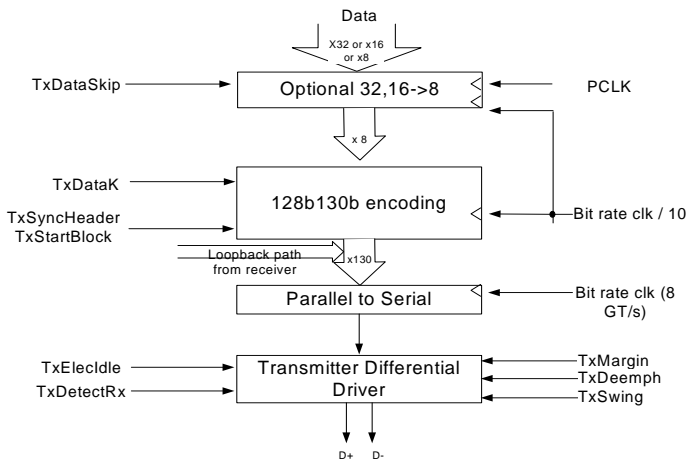 Data
X32 or x16
or x8
TxDataSkip
Optional 32,16->8
PCLK
x 8
TxDataK
128b130b encoding
TxSyncHeader
TxStartBlock
Bit rate clk / 10
Loopback path
from receiver
x130
Parallel to Serial
Bit rate clk (8
GT/s)
TxElecIdle
TxDetectRx
Transmitter Differential
Driver
TxMargin
TxDeemph
TxSwing
D+ D-